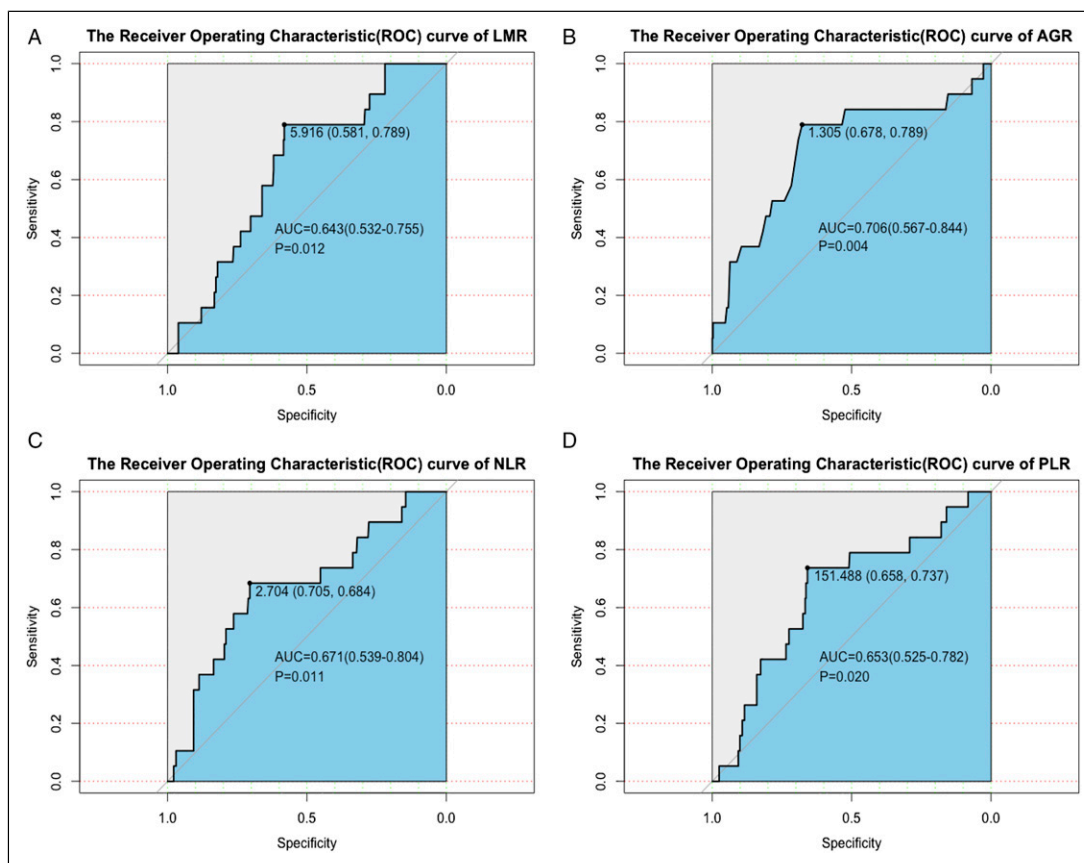 A
The Receiver Operating Characteristic(ROC) curve of LMR
1.0
0.8
0.6
0.4
0.2
0.0
Sensitivity
5.916 (0.581, 0.789)
AUC=0.643(0.532-0.755)
P=0.012
1.0 0.5 0.0
Specificity
B
The Receiver Operating Characteristic(ROC) curve of AGR
1.0
0.8
0.6
0.4
0.2
0.0
Sensitivity
1.305 (0.678, 0.789)
AUC=0.706(0.567-0.844)
P=0.004
1.0 0.5 0.0
Specificity
C
The Receiver Operating Characteristic(ROC) curve of NLR
1.0
0.8
0.6
0.4
0.2
0.0
Sensitivity
2.704 (0.705, 0.684)
AUC=0.671(0.539-0.804)
P=0.011
1.0 0.5 0.0
Specificity
D
The Receiver Operating Characteristic(ROC) curve of PLR
1.0
0.8
0.6
0.4
0.2
0.0
Sensitivity
151.488 (0.658, 0.737)
AUC=0.653(0.525-0.782)
P=0.020
1.0 0.5 0.0
Specificity